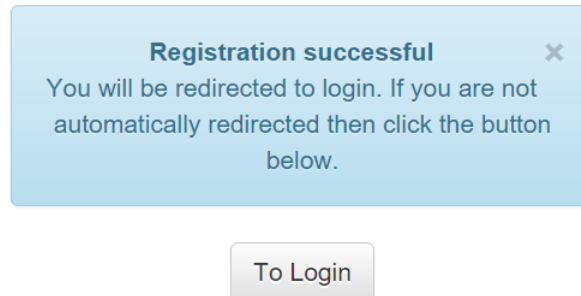 Registration successful ×
You will be redirected to login. If you are not
automatically redirected then click the button
below.
To Login